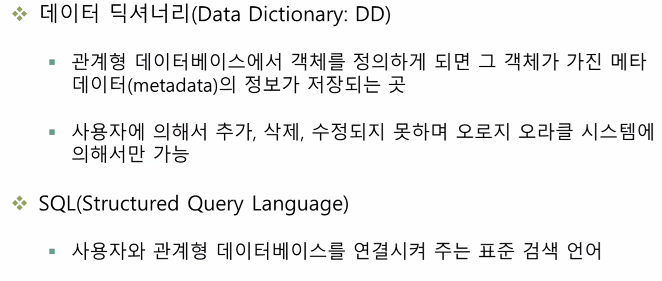 ❖ 데이터 딕셔너리(Data Dictionary: DD)
▪ 관계형 데이터베이스에서 객체를 정의하게 되면 그 객체가 가진 메타
데이터(metadata)의 정보가 저장되는 곳
▪ 사용자에 의해서 추가, 삭제, 수정되지 못하며 오로지 오라클 시스템에
의해서만 가능
❖ SQL(Structured Query Language)
▪ 사용자와 관계형 데이터베이스를 연결시켜 주는 표준 검색 언어